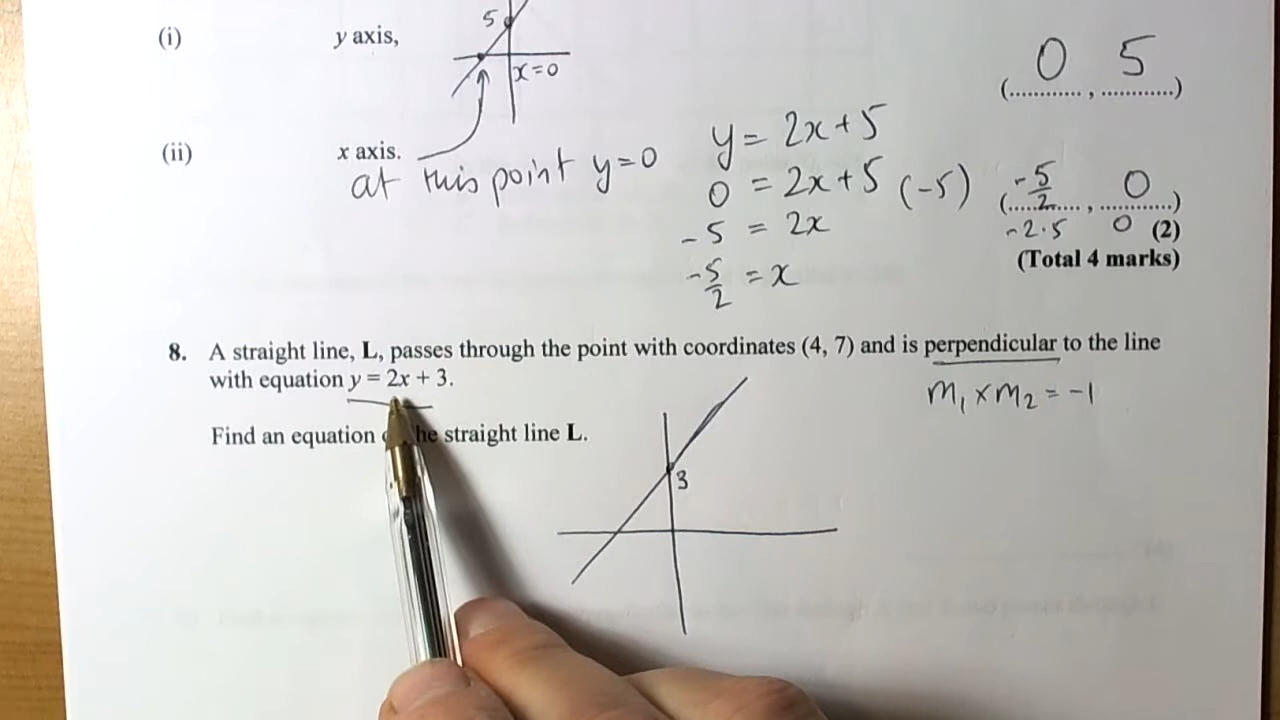 (i) y axis, 5 x=0
0 5
(............ , ............)
(ii) x axis.
at this point y=0
y = 2x+5
0 = 2x+5 (-5)
-5 = 2x
-5/2 = x
-5/2 0
(............ , ............)
-2.5 0 (2)
(Total 4 marks)
8. A straight line, L, passes through the point with coordinates (4, 7) and is perpendicular to the line
with equation y = 2x + 3.
m₁ × m₂ = -1
Find an equation he straight line L.
3